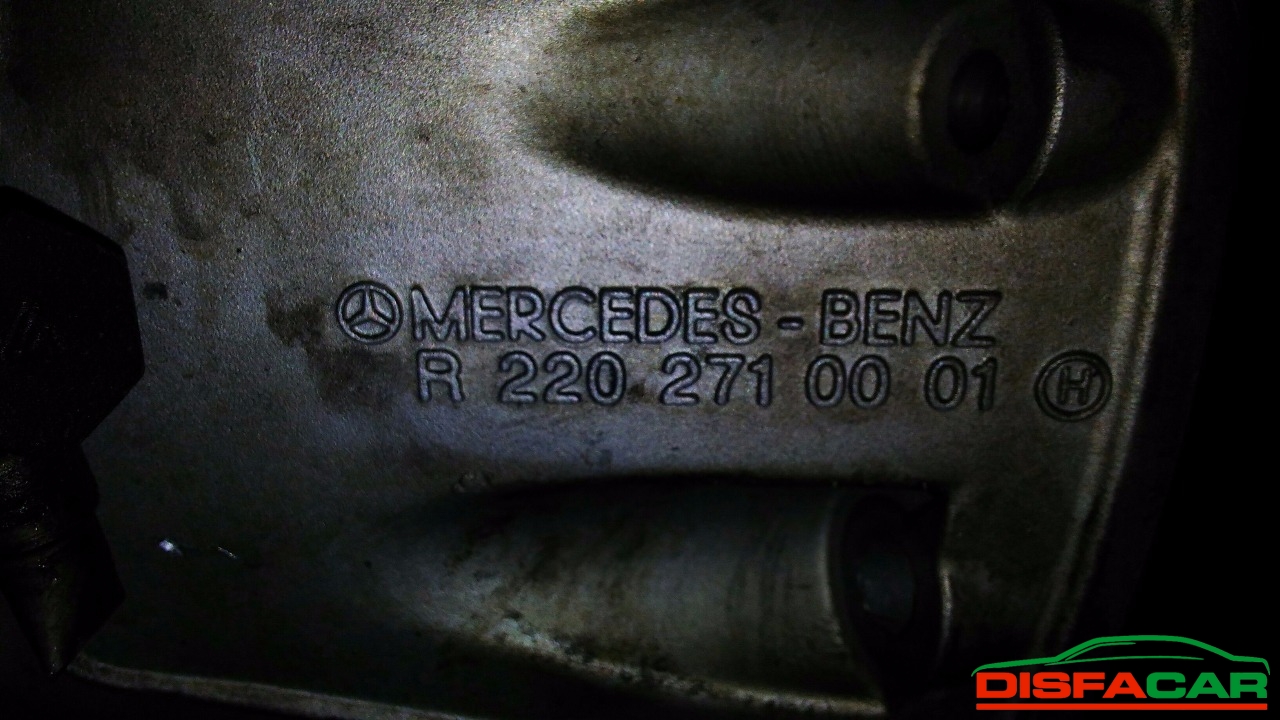 MERCEDES - BENZ
R 220 271 00 01 H
DISFACAR